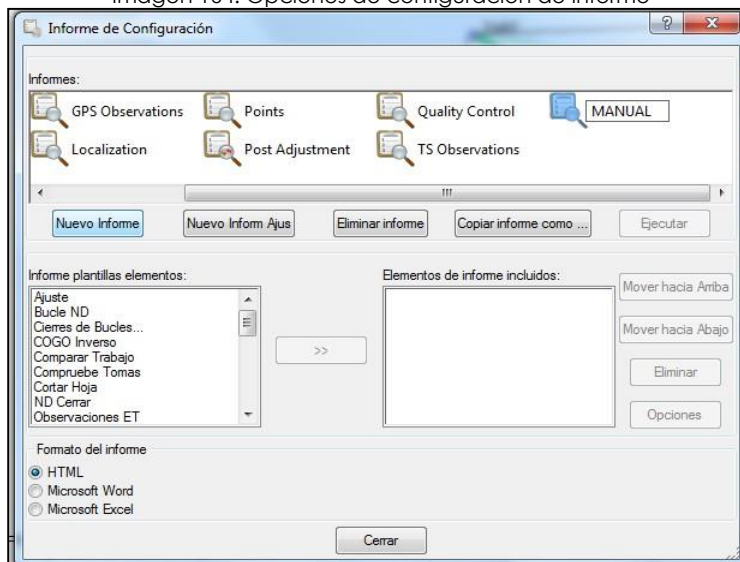 Imagen 164. Opciones de configuración de informe
Informe de Configuración
Informes:
GPS Observations
Points
Quality Control
MANUAL
Localization
Post Adjustment
TS Observations
Nuevo Informe
Nuevo Inform Ajus
Eliminar informe
Copiar informe como ...
Ejecutar
Informe plantillas elementos:
Elementos de informe incluidos:
Ajuste
Bucle ND
Cierres de Bucles...
COGO Inverso
Comparar Trabajo
Compruebe Tomas
Cortar Hoja
ND Cerrar
Observaciones ET
>>
Mover hacia Arriba
Mover hacia Abajo
Eliminar
Opciones
Formato del informe
HTML
Microsoft Word
Microsoft Excel
Cerrar